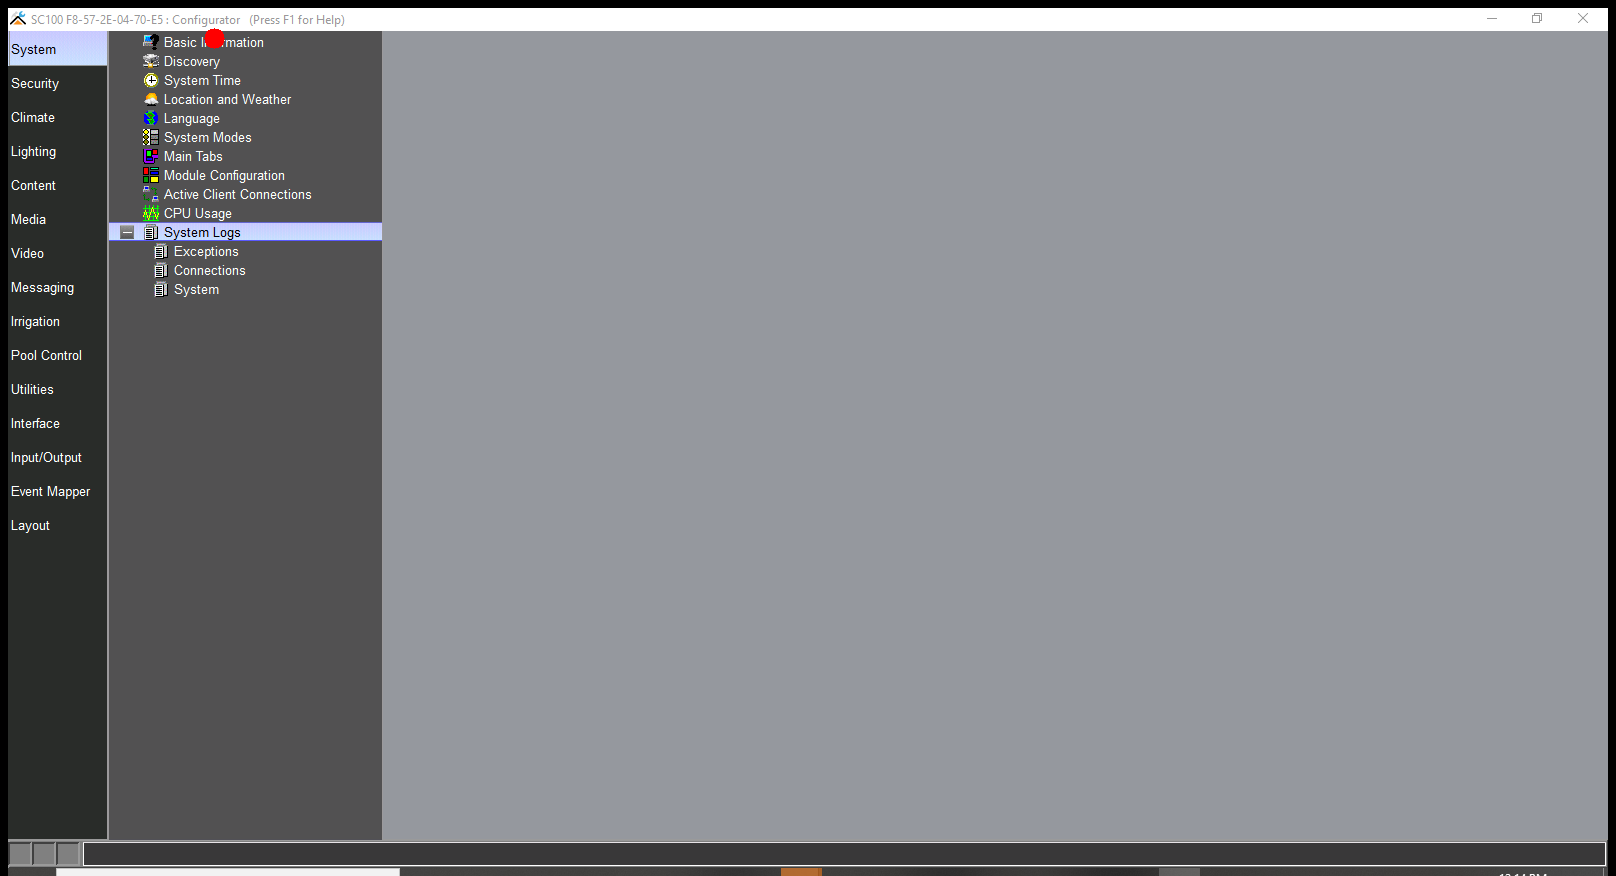 SC100 F8-57-2E-04-70-E5 : Configurator (Press F1 for Help)
System
Security
Climate
Lighting
Content
Media
Video
Messaging
Irrigation
Pool Control
Utilities
Interface
Input/Output
Event Mapper
Layout
Basic
Discovery
System Time
Location and Weather
Language
System Modes
Main Tabs
Module Configuration
Active Client Connections
CPU Usage
System Logs
Exceptions
Connections
System